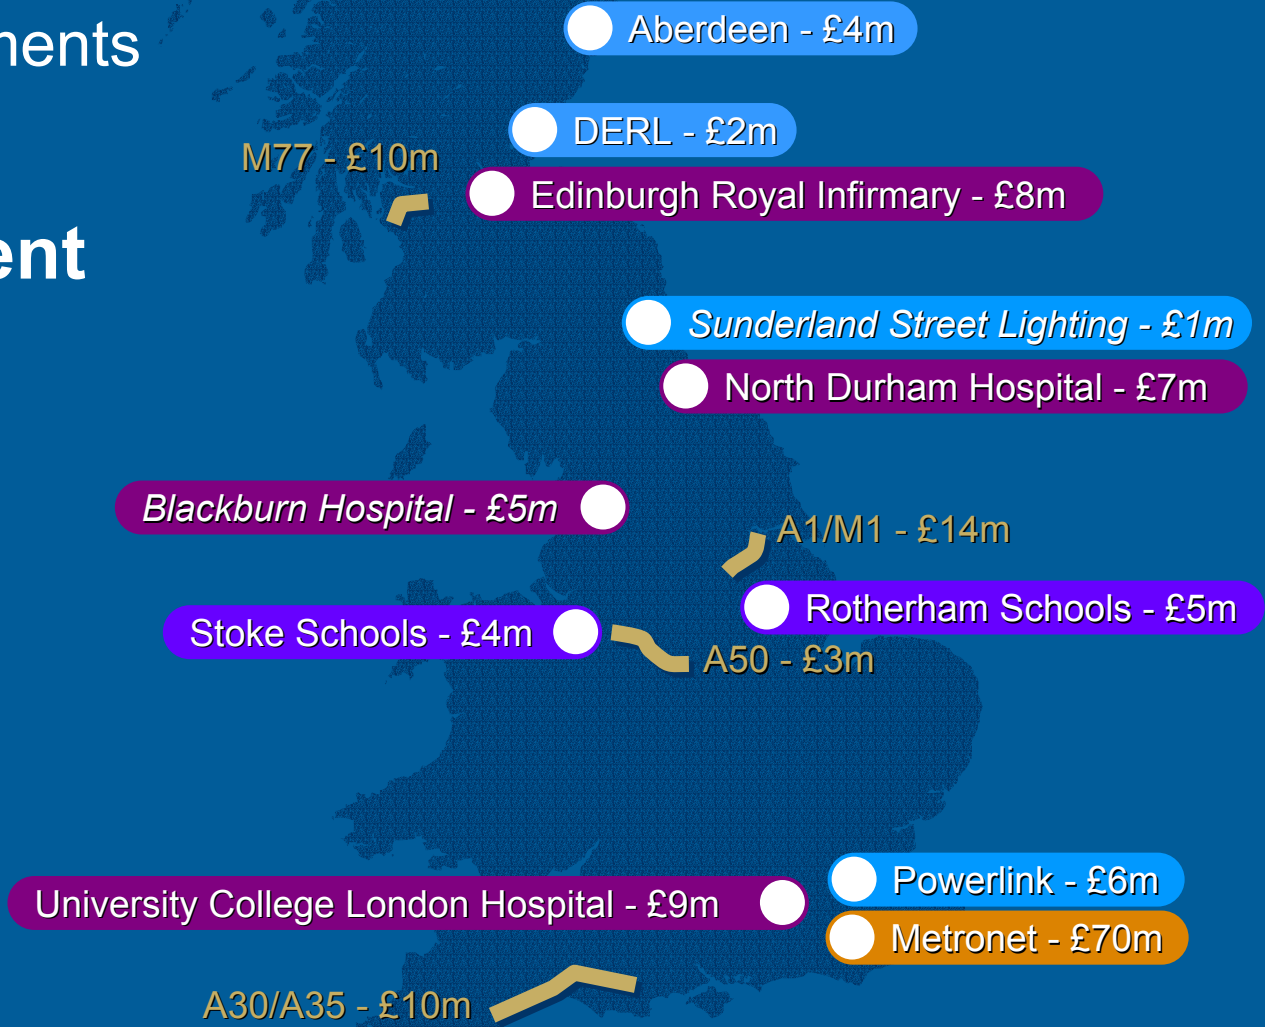 ments
Aberdeen - £4m
DERL - £2m
M77 - £10m
Edinburgh Royal Infirmary - £8m
ent
Sunderland Street Lighting - £1m
North Durham Hospital - £7m
Blackburn Hospital - £5m
A1/M1 - £14m
Rotherham Schools - £5m
Stoke Schools - £4m
A50 - £3m
Powerlink - £6m
University College London Hospital - £9m
Metronet - £70m
A30/A35 - £10m